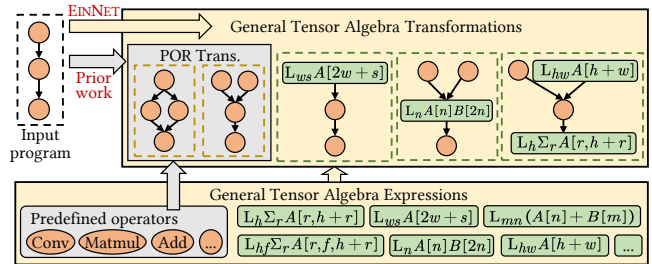 EINNET
General Tensor Algebra Transformations
POR Trans.
Prior
work
Input
program
L_{ws}A[2w + s]
L_nA[n]B[2n]
L_{hw}A[h + w]
L_hΣ_rA[r, h + r]
General Tensor Algebra Expressions
Predefined operators
Conv Matmul Add ...
L_hΣ_rA[r, h + r] L_{ws}A[2w + s] L_{mn}(A[n] + B[m])
L_{hf}Σ_rA[r, f, h + r] L_nA[n]B[2n] L_{hw}A[h + w] ...